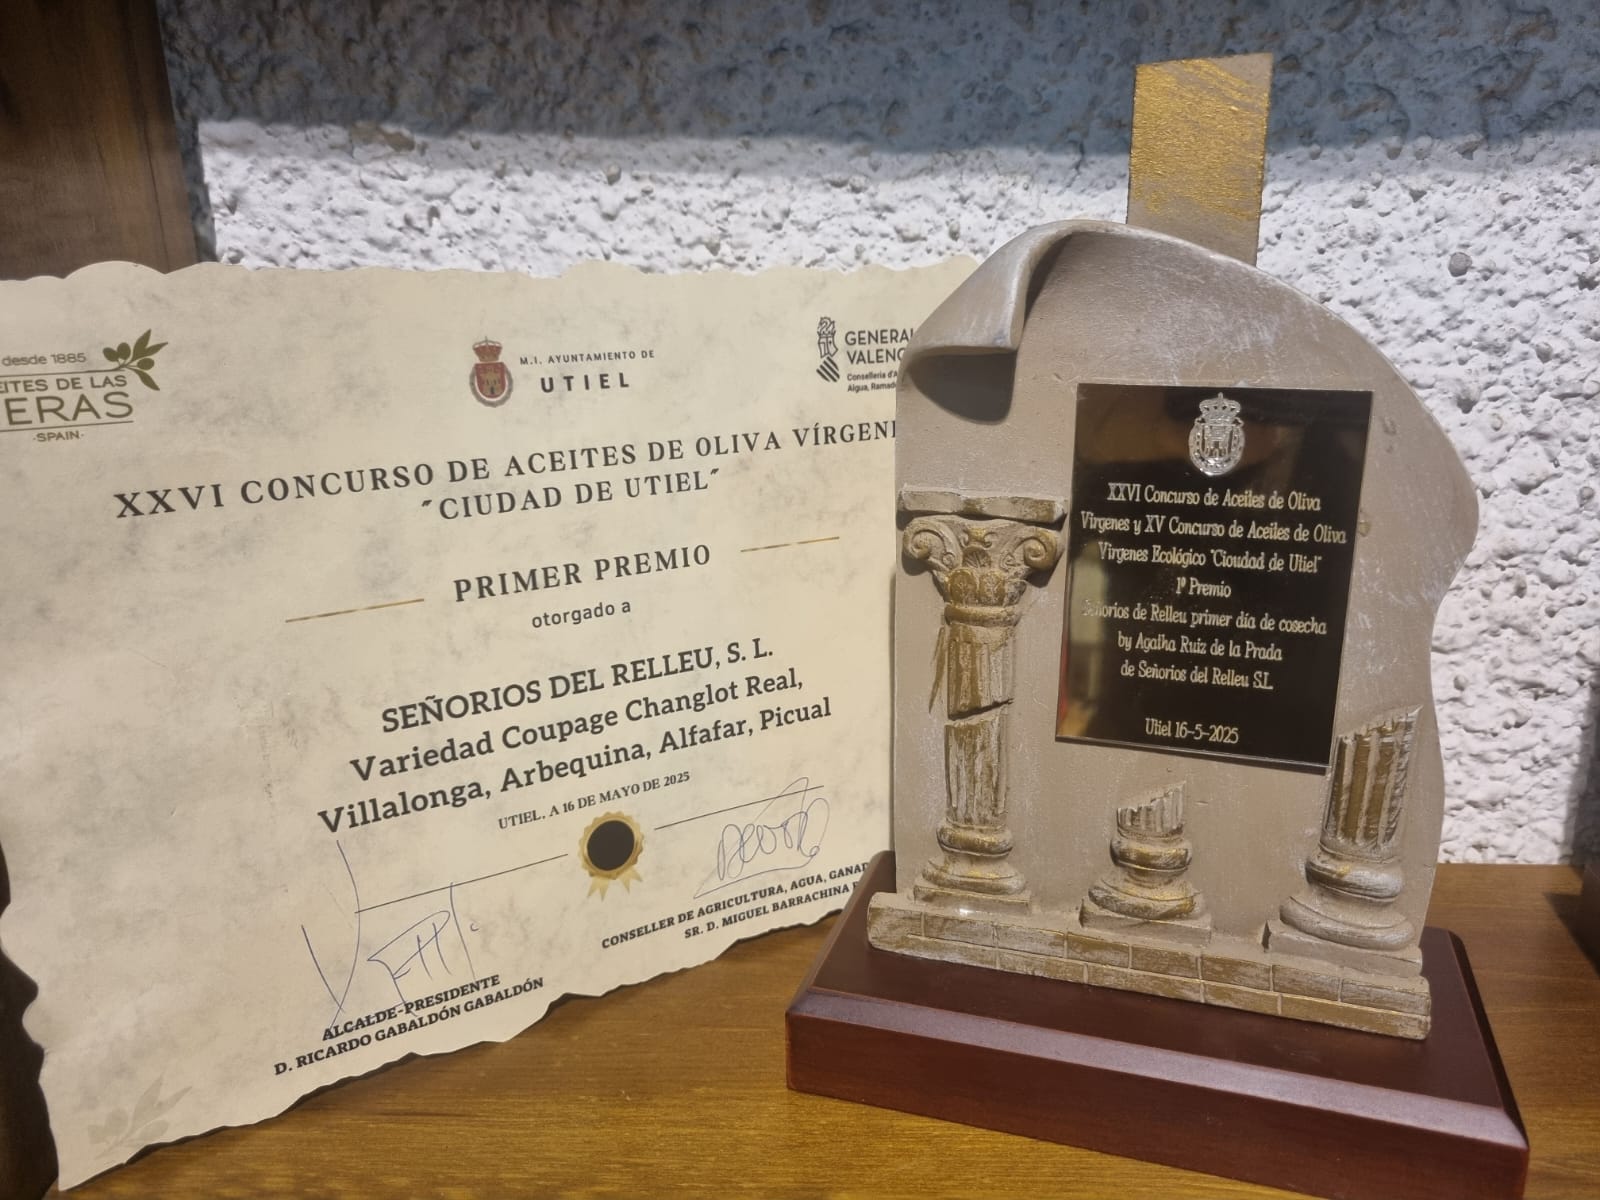 desde 1885
EITES DE LAS
ERAS
·SPAIN·
M.I. AYUNTAMIENTO DE
UTIEL
GENERAL
VALENC
Conselleria d'A
Aigua, Ramade
XXVI CONCURSO DE ACEITES DE OLIVA VÍRGENE
"CIUDAD DE UTIEL"
PRIMER PREMIO
otorgado a
SEÑORIOS DEL RELLEU, S. L.
Variedad Coupage Changlot Real,
Villalonga, Arbequina, Alfafar, Picual
UTIEL. A 16 DE MAYO DE 2025
ALCALDE-PRESIDENTE
D. RICARDO GABALDÓN GABALDÓN
CONSELLER DE AGRICULTURA, AGUA, GANAD
SR. D. MIGUEL BARRACHINA
XXVI Concurso de Aceites de Oliva
Virgenes y XV Concurso de Aceites de Oliva
Virgenes Ecológico "Cioudad de Utiel"
1º Premio
Señorios de Relleu primer día de cosecha
by Agatha Ruiz de la Prada
de Señorios del Relleu S.L.
Utiel 16-5-2025